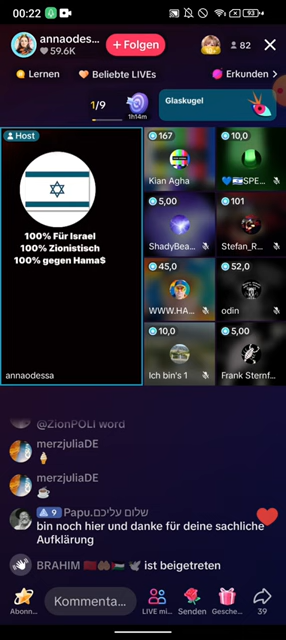 00:22
93
annaodes...
59.6K
+ Folgen
82
Lernen
Beliebte LIVEs
Erkunden >
1/9
1h14m
Glaskugel
Host
100% Für Israel
100% Zionistisch
100% gegen Hama$
annaodessa
167
Kian Agha
10,0
SPE...
5,00
ShadyBea...
101
Stefan_R...
45,0
WWW.HA...
52,0
odin
10,0
Ich bin's 1
5,00
Frank Sternf...
@ZionPOLI word
merzjuliaDE
🍦
merzjuliaDE
☕
9 Papu.שלום עליכם
bin noch hier und danke für deine sachliche
Aufklärung
BRAHIM 🇲🇦🤲🏾🇵🇸 🕊 ist beigetreten
Abonn...
Kommenta...
LIVE mi...
Senden
Gesche...
39